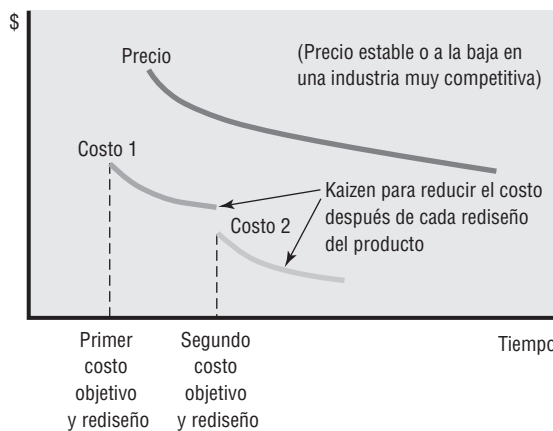 $
Precio
(Precio estable o a la baja en
una industria muy competitiva)
Costo 1
Kaizen para reducir el costo
después de cada rediseño
del producto
Costo 2
Primer
costo
objetivo
y rediseño
Segundo
costo
objetivo
y rediseño
Tiempo